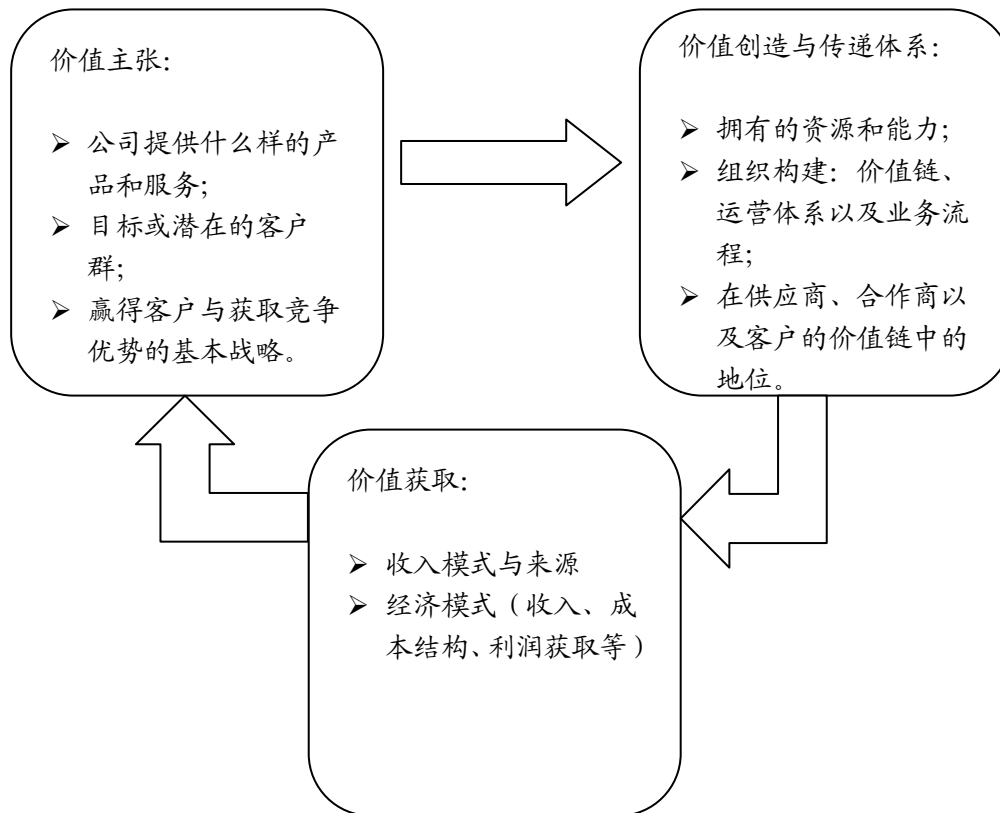 价值主张：
➢ 公司提供什么样的产
品和服务；
➢ 目标或潜在的客户
群；
➢ 赢得客户与获取竞争
优势的基本战略。
价值创造与传递体系：
➢ 拥有的资源和能力；
➢ 组织构建：价值链、
运营体系以及业务流
程；
➢ 在供应商、合作商以
及客户的价值链中的
地位。
价值获取：
➢ 收入模式与来源
➢ 经济模式（收入、成
本结构、利润获取等）